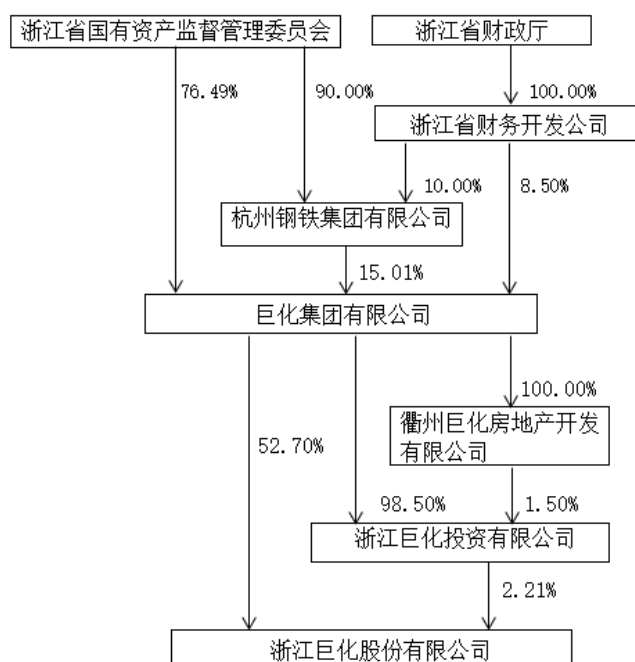 浙江省国有资产监督管理委员会
浙江省财政厅
76.49%
90.00%
100.00%
浙江省财务开发公司
10.00%
8.50%
杭州钢铁集团有限公司
15.01%
巨化集团有限公司
100.00%
衢州巨化房地产开发
有限公司
52.70%
98.50%
1.50%
浙江巨化投资有限公司
2.21%
浙江巨化股份有限公司